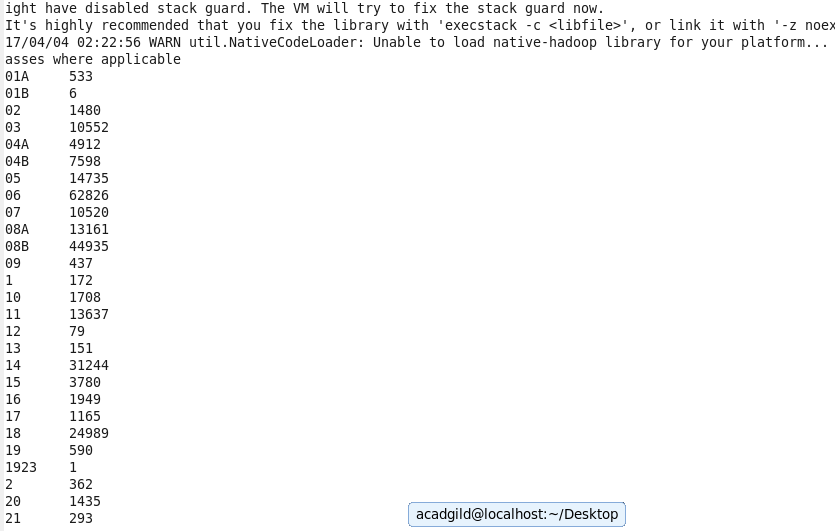 ight have disabled stack guard. The VM will try to fix the stack guard now.
It's highly recommended that you fix the library with 'execstack -c <libfile>', or link it with '-z noex
17/04/04 02:22:56 WARN util.NativeCodeLoader: Unable to load native-hadoop library for your platform...
asses where applicable
01A 533
01B 6
02 1480
03 10552
04A 4912
04B 7598
05 14735
06 62826
07 10520
08A 13161
08B 44935
09 437
1 172
10 1708
11 13637
12 79
13 151
14 31244
15 3780
16 1949
17 1165
18 24989
19 590
1923 1
2 362
20 1435
21 293
acadgild@localhost:~/Desktop